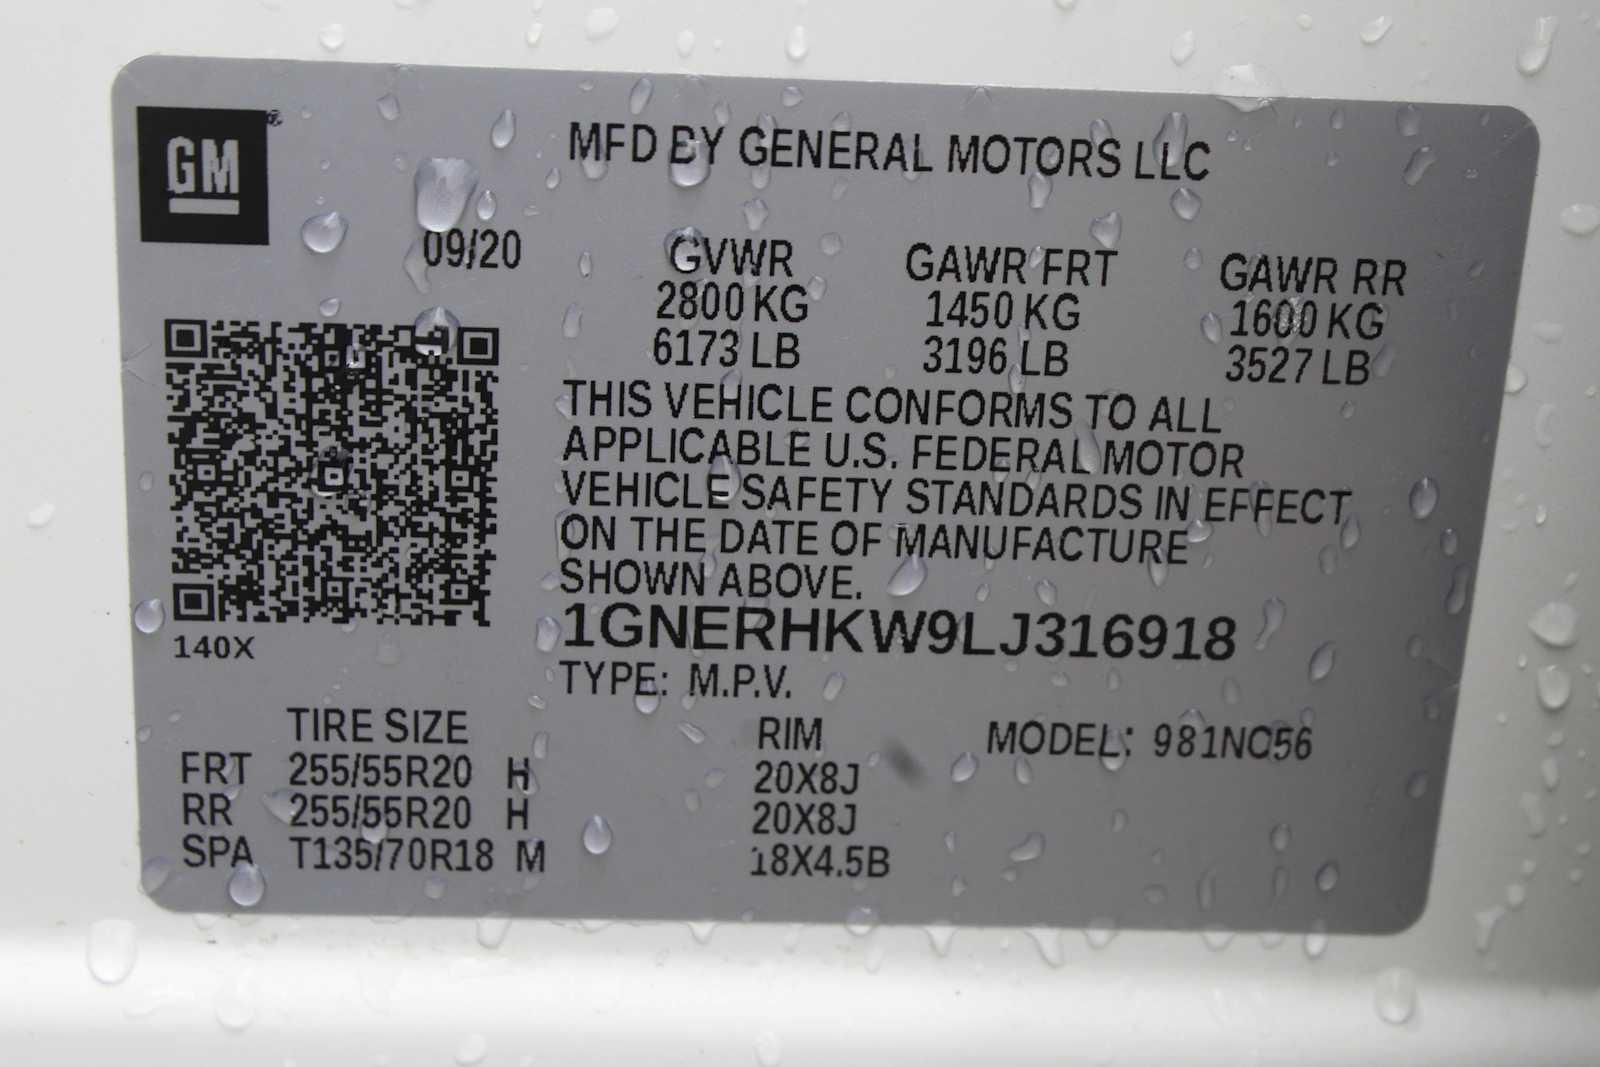 GM
MFD BY GENERAL MOTORS LLC
09/20
GVWR GAWR FRT GAWR RR
2800 KG 1450 KG 1600 KG
6173 LB 3196 LB 3527 LB
THIS VEHICLE CONFORMS TO ALL
APPLICABLE U.S. FEDERAL MOTOR
VEHICLE SAFETY STANDARDS IN EFFECT
ON THE DATE OF MANUFACTURE
SHOWN ABOVE.
1GNERHKW9LJ316918
140X
TYPE: M.P.V.
TIRE SIZE RIM MODEL: 981NC56
FRT 255/55R20 H 20X8J
RR 255/55R20 H 20X8J
SPA T135/70R18 M 18X4.5B